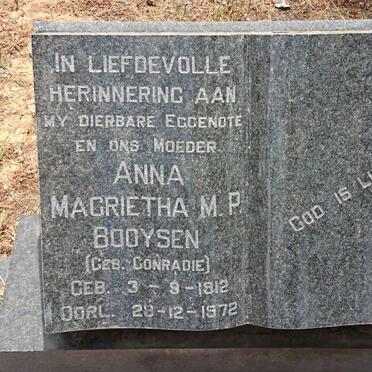 IN LIEFDEVOLLE
HERINNERING AAN
MY DIERBARE EGGENOTE
EN ONS MOEDER
ANNA
MAGRIETHA M.P.
BOOYSEN
(GEB. CONRADIE)
GEB. 3-9-1912
OORL. 28-12-1972
GOD IS LI